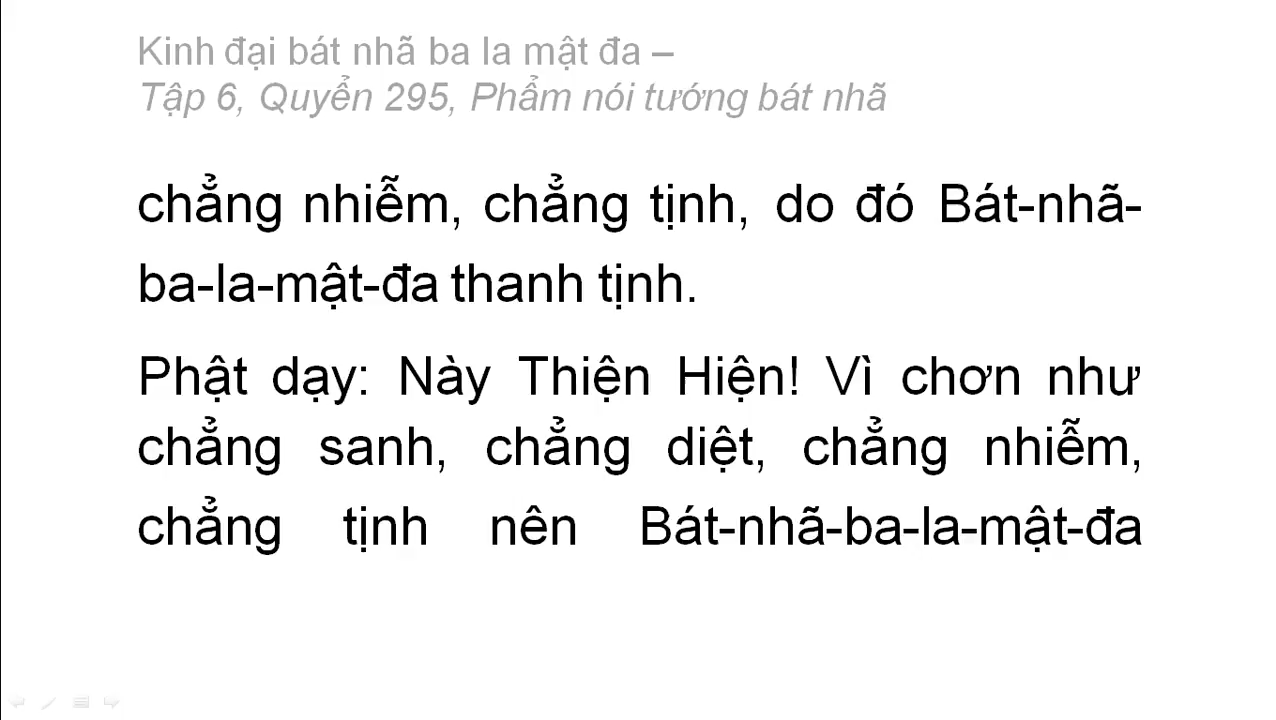 Kinh đại bát nhã ba la mật đa –
Tập 6, Quyển 295, Phẩm nói tướng bát nhã
chẳng nhiễm, chẳng tịnh, do đó Bát-nhã-
ba-la-mật-đa thanh tịnh.
Phật dạy: Này Thiện Hiện! Vì chơn như
chẳng sanh, chẳng diệt, chẳng nhiễm,
chẳng tịnh nên Bát-nhã-ba-la-mật-đa